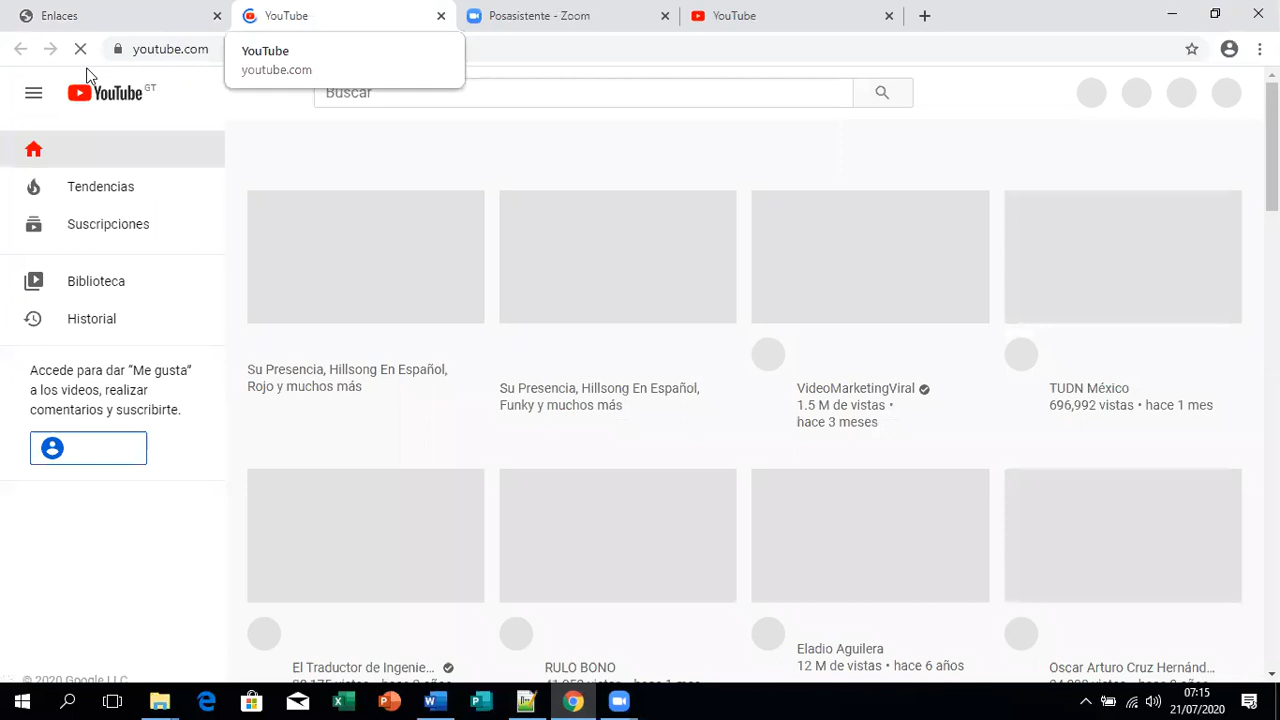 Enlaces
YouTube
Posasistente - Zoom
YouTube
youtube.com
YouTube
youtube.com
YouTube GT
Buscar
Tendencias
Suscripciones
Biblioteca
Historial
Accede para dar “Me gusta”
a los videos, realizar
comentarios y suscribirte.
Su Presencia, Hillsong En Español,
Rojo y muchos más
Su Presencia, Hillsong En Español,
Funky y muchos más
VideoMarketingViral
1.5 M de vistas •
hace 3 meses
TUDN México
696,992 vistas • hace 1 mes
El Traductor de Ingenie...
RULO BONO
Eladio Aguilera
12 M de vistas • hace 6 años
Oscar Arturo Cruz Hernánd...
© 2020 Google LLC
07:15
21/07/2020